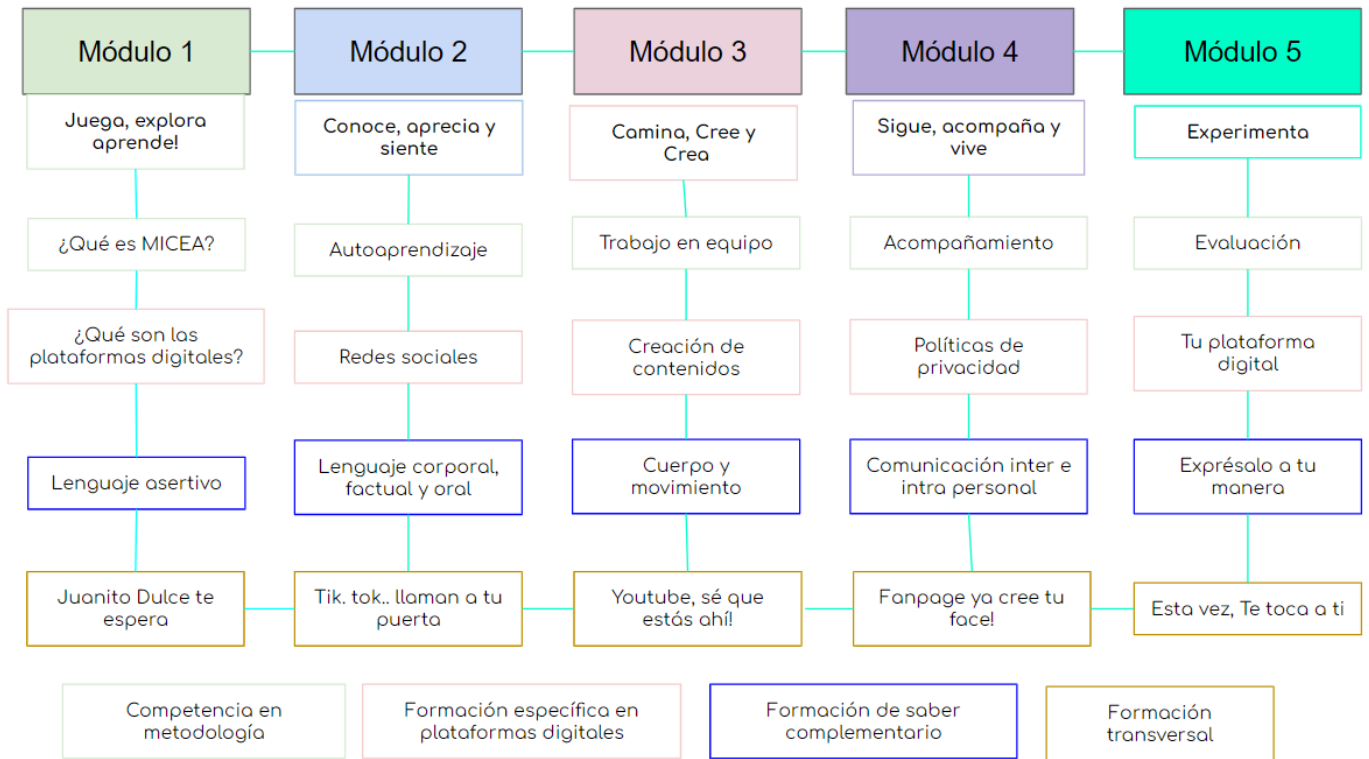 Módulo 1
Módulo 2
Módulo 3
Módulo 4
Módulo 5
Juega, explora
aprende!
Conoce, aprecia y
siente
Camina, Cree y
Crea
Sigue, acompaña y
vive
Experimenta
¿Qué es MICEA?
Autoaprendizaje
Trabajo en equipo
Acompañamiento
Evaluación
¿Qué son las
plataformas digitales?
Redes sociales
Creación de
contenidos
Políticas de
privacidad
Tu plataforma
digital
Lenguaje asertivo
Lenguaje corporal,
factual y oral
Cuerpo y
movimiento
Comunicación inter e
intra personal
Exprésalo a tu
manera
Juanito Dulce te
espera
Tik. tok.. llaman a tu
puerta
Youtube, sé que
estás ahí!
Fanpage ya cree tu
face!
Esta vez, Te toca a ti
Competencia en
metodología
Formación específica en
plataformas digitales
Formación de saber
complementario
Formación
transversal